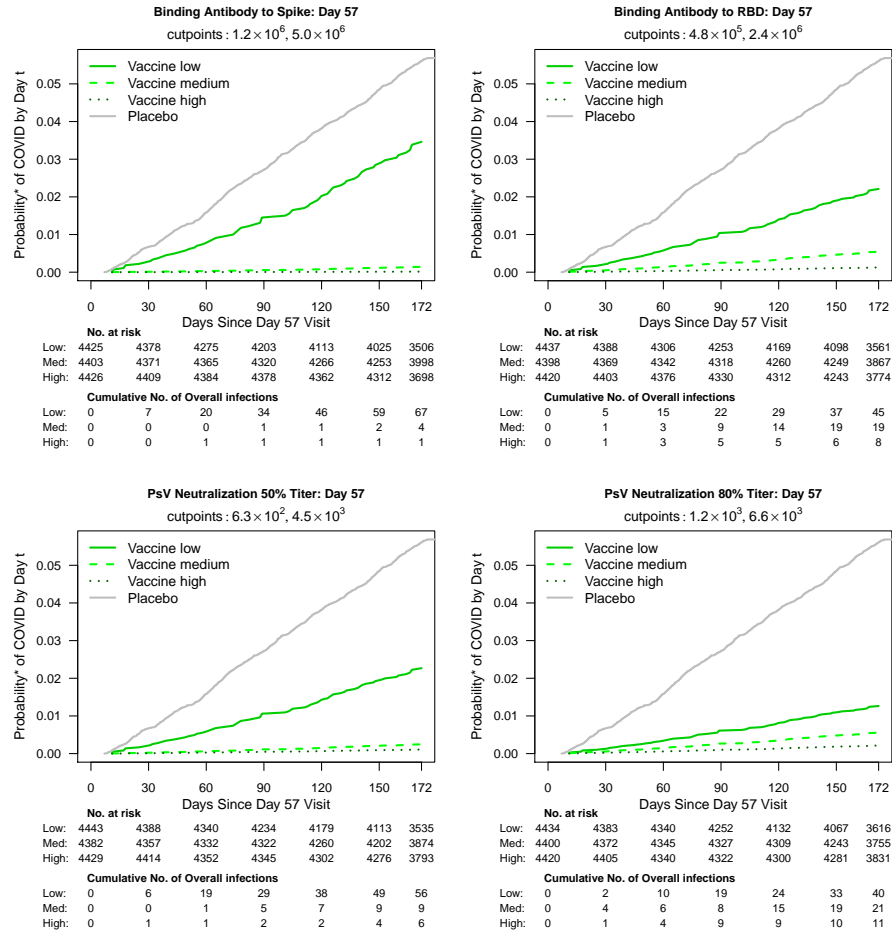 Binding Antibody to Spike: Day 57
cutpoints : 1.2 × 10⁶, 5.0 × 10⁶
Probability* of COVID by Day t
0.05
0.04
0.03
0.02
0.01
0.00
Vaccine low
Vaccine medium
Vaccine high
Placebo
0 30 60 90 120 150 172
Days Since Day 57 Visit
No. at risk
Low: 4425 4378 4275 4203 4113 4025 3506
Med: 4403 4371 4365 4320 4266 4253 3998
High: 4426 4409 4384 4378 4362 4312 3698
Cumulative No. of Overall infections
Low: 0 7 20 34 46 59 67
Med: 0 0 0 1 1 2 4
High: 0 0 1 1 1 1 1
Binding Antibody to RBD: Day 57
cutpoints : 4.8 × 10⁵, 2.4 × 10⁶
Probability* of COVID by Day t
0.05
0.04
0.03
0.02
0.01
0.00
Vaccine low
Vaccine medium
Vaccine high
Placebo
0 30 60 90 120 150 172
Days Since Day 57 Visit
No. at risk
Low: 4437 4388 4306 4253 4169 4098 3561
Med: 4398 4369 4342 4318 4260 4249 3867
High: 4420 4403 4376 4330 4312 4243 3774
Cumulative No. of Overall infections
Low: 0 5 15 22 29 37 45
Med: 0 1 3 9 14 19 19
High: 0 1 3 5 5 6 8
PsV Neutralization 50% Titer: Day 57
cutpoints : 6.3 × 10², 4.5 × 10³
Probability* of COVID by Day t
0.05
0.04
0.03
0.02
0.01
0.00
Vaccine low
Vaccine medium
Vaccine high
Placebo
0 30 60 90 120 150 172
Days Since Day 57 Visit
No. at risk
Low: 4443 4388 4340 4234 4179 4113 3535
Med: 4382 4357 4332 4322 4260 4202 3874
High: 4429 4414 4352 4345 4302 4276 3793
Cumulative No. of Overall infections
Low: 0 6 19 29 38 49 56
Med: 0 0 1 5 7 9 9
High: 0 1 1 2 2 4 6
PsV Neutralization 80% Titer: Day 57
cutpoints : 1.2 × 10³, 6.6 × 10³
Probability* of COVID by Day t
0.05
0.04
0.03
0.02
0.01
0.00
Vaccine low
Vaccine medium
Vaccine high
Placebo
0 30 60 90 120 150 172
Days Since Day 57 Visit
No. at risk
Low: 4434 4383 4340 4252 4132 4067 3616
Med: 4400 4372 4345 4327 4309 4243 3755
High: 4420 4405 4340 4322 4300 4281 3831
Cumulative No. of Overall infections
Low: 0 2 10 19 24 33 40
Med: 0 4 6 8 15 19 21
High: 0 1 4 9 9 10 11